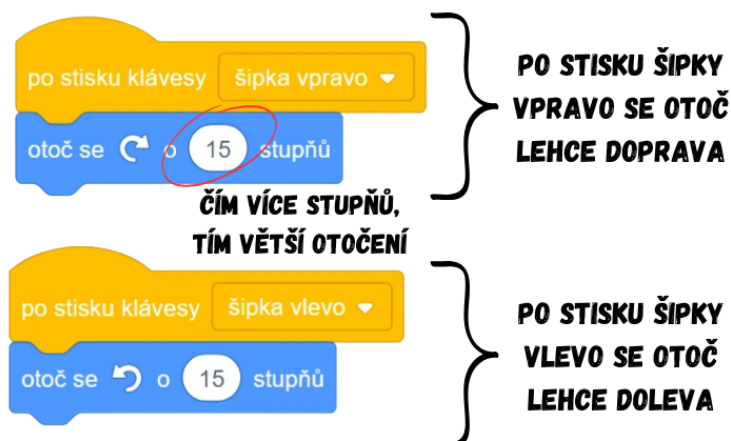 po stisku klávesy šipka vpravo
otoč se o 15 stupňů
PO STISKU ŠIPKY
VPRAVO SE OTOČ
LEHCE DOPRAVA
ČÍM VÍCE STUPŇŮ,
TÍM VĚTŠÍ OTOČENÍ
po stisku klávesy šipka vlevo
otoč se o 15 stupňů
PO STISKU ŠIPKY
VLEVO SE OTOČ
LEHCE DOLEVA